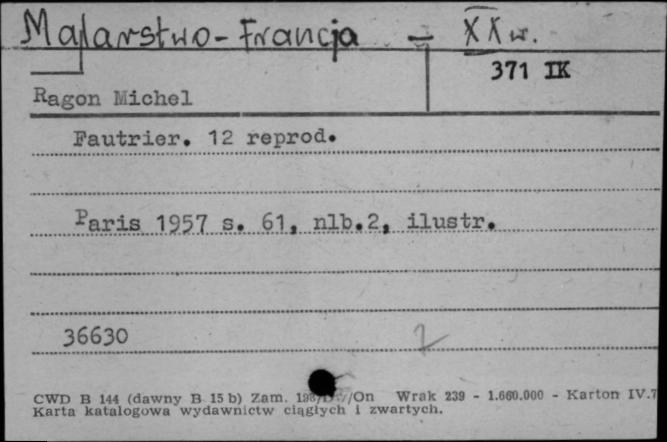 Malarstwo - Francja - XX w.
371 IK
Ragon Michel
Fautrier. 12 reprod.
Paris 1957 s. 61, nlb.2, ilustr.
36630
CWD B 144 (dawny B 15 b) Zam. /On Wrak 239 - 1.660.000 - Karton IV.7
Karta katalogowa wydawnictw ciągłych i zwartych.